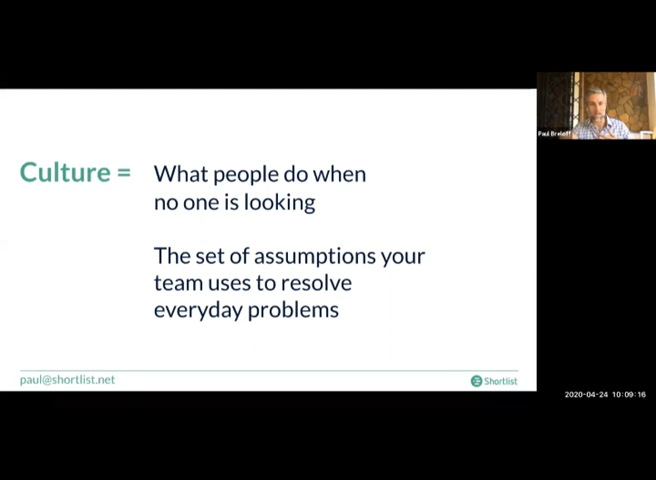 Culture =
What people do when
no one is looking
The set of assumptions your
team uses to resolve
everyday problems
paul@shortlist.net
Shortlist
Paul Breloff
2020-04-24 10:09:16